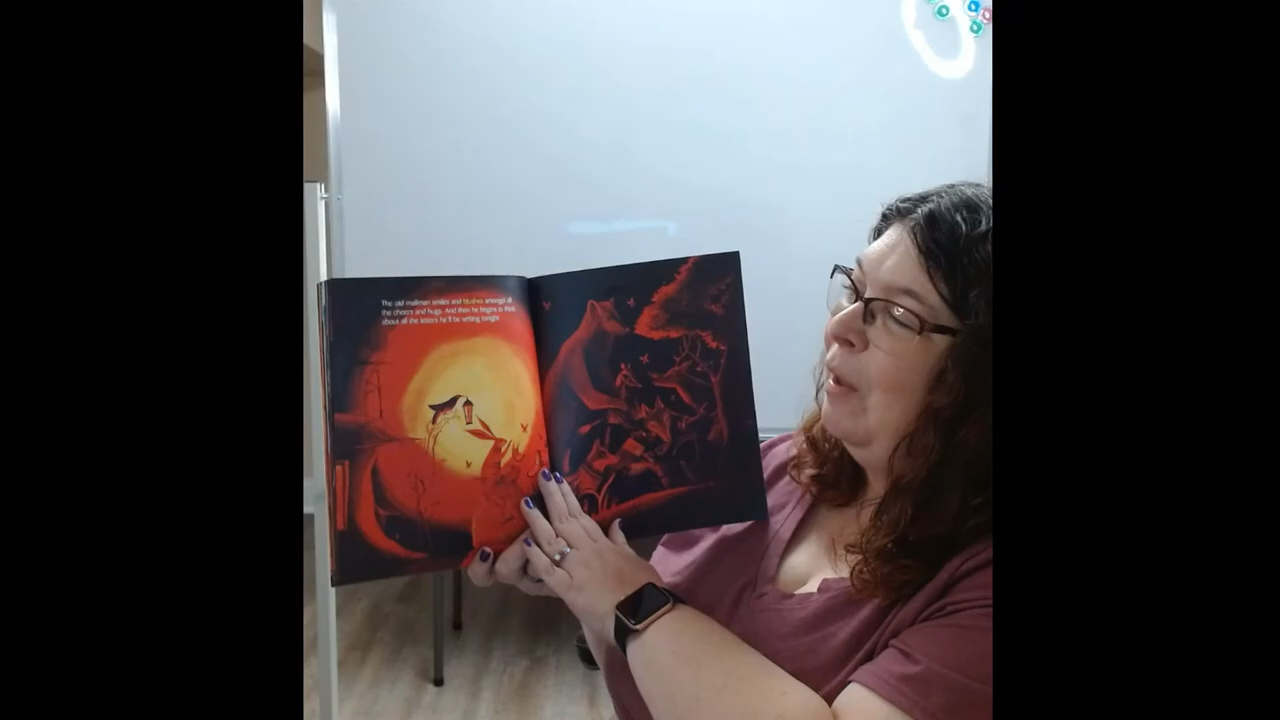 The old mailman smiles and blushes amongst all
the cheers and hugs. And then he begins to think
about all the letters he'll be writing tonight